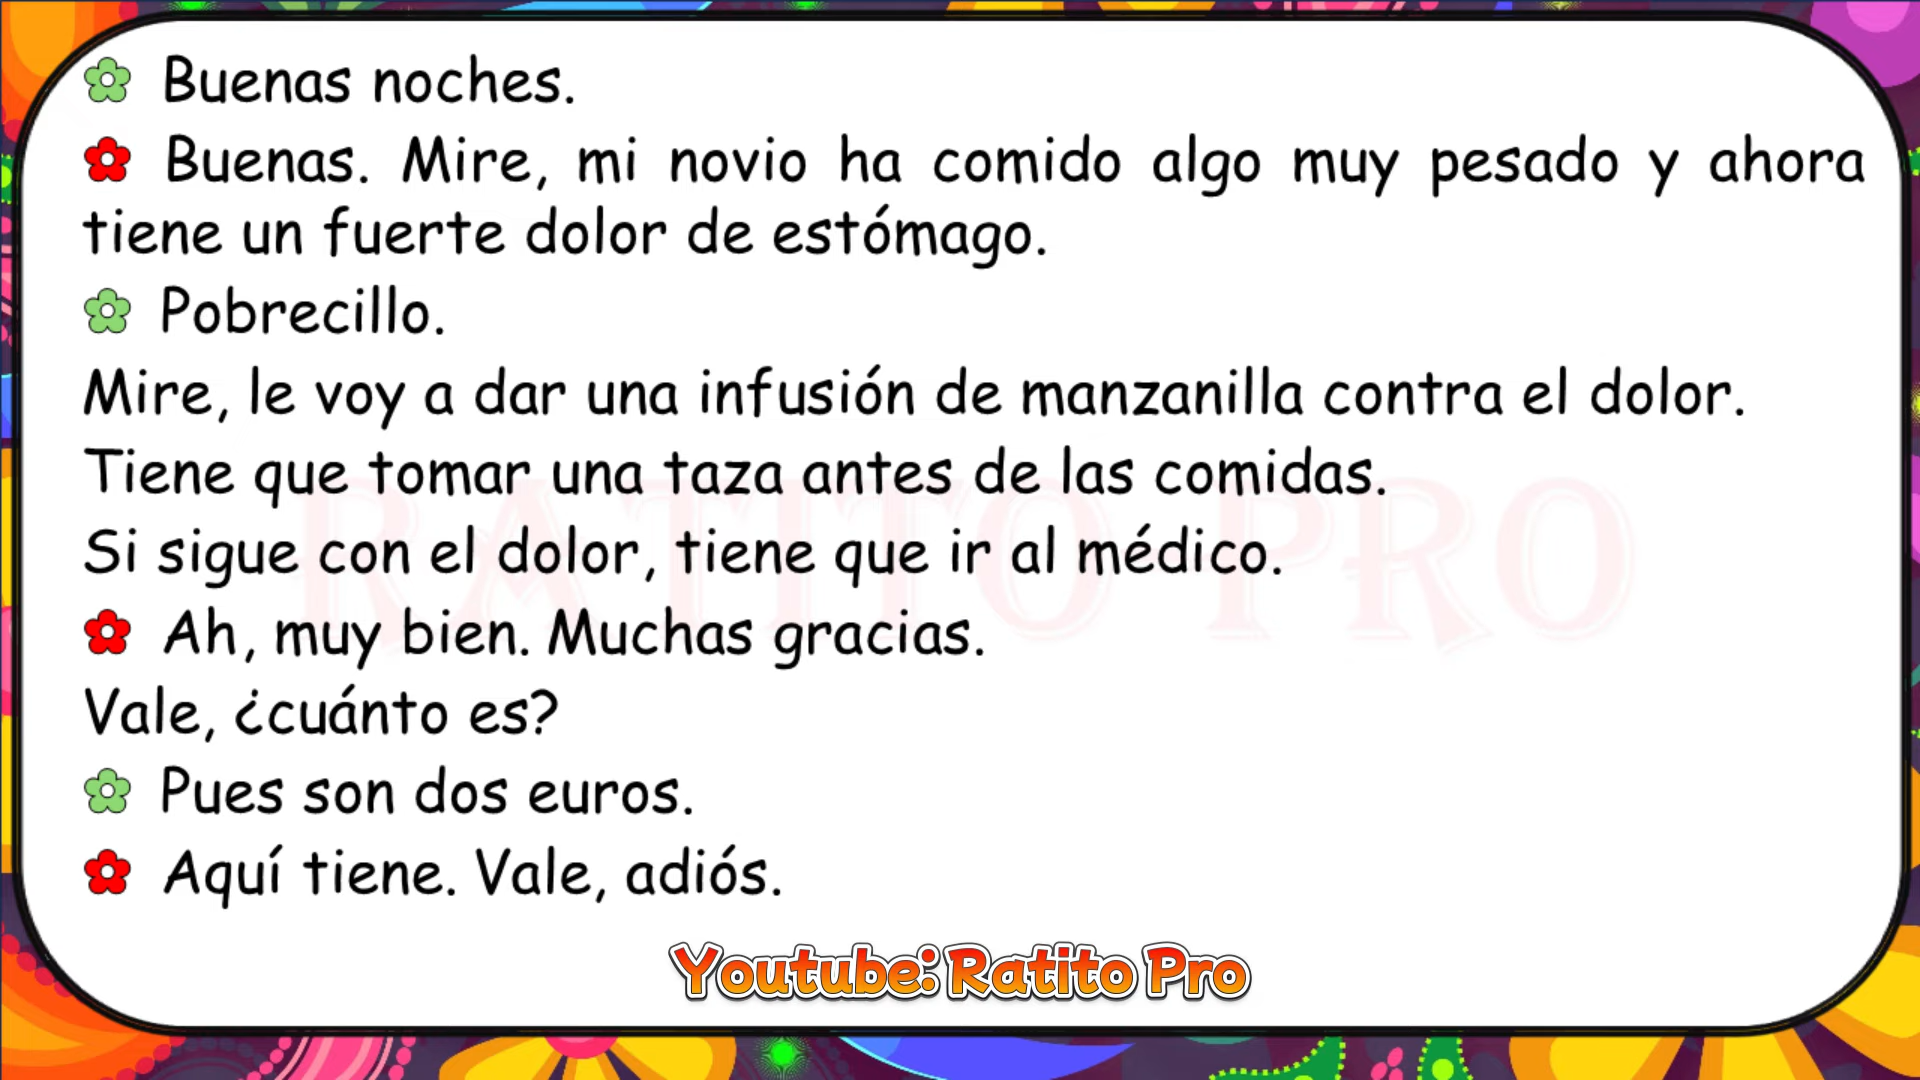 Buenas noches.
Buenas. Mire, mi novio ha comido algo muy pesado y ahora
tiene un fuerte dolor de estómago.
Pobrecillo.
Mire, le voy a dar una infusión de manzanilla contra el dolor.
Tiene que tomar una taza antes de las comidas.
Si sigue con el dolor, tiene que ir al médico.
RATITO PRO
Ah, muy bien. Muchas gracias.
Vale, ¿cuánto es?
Pues son dos euros.
Aquí tiene. Vale, adiós.
Youtube: Ratito Pro